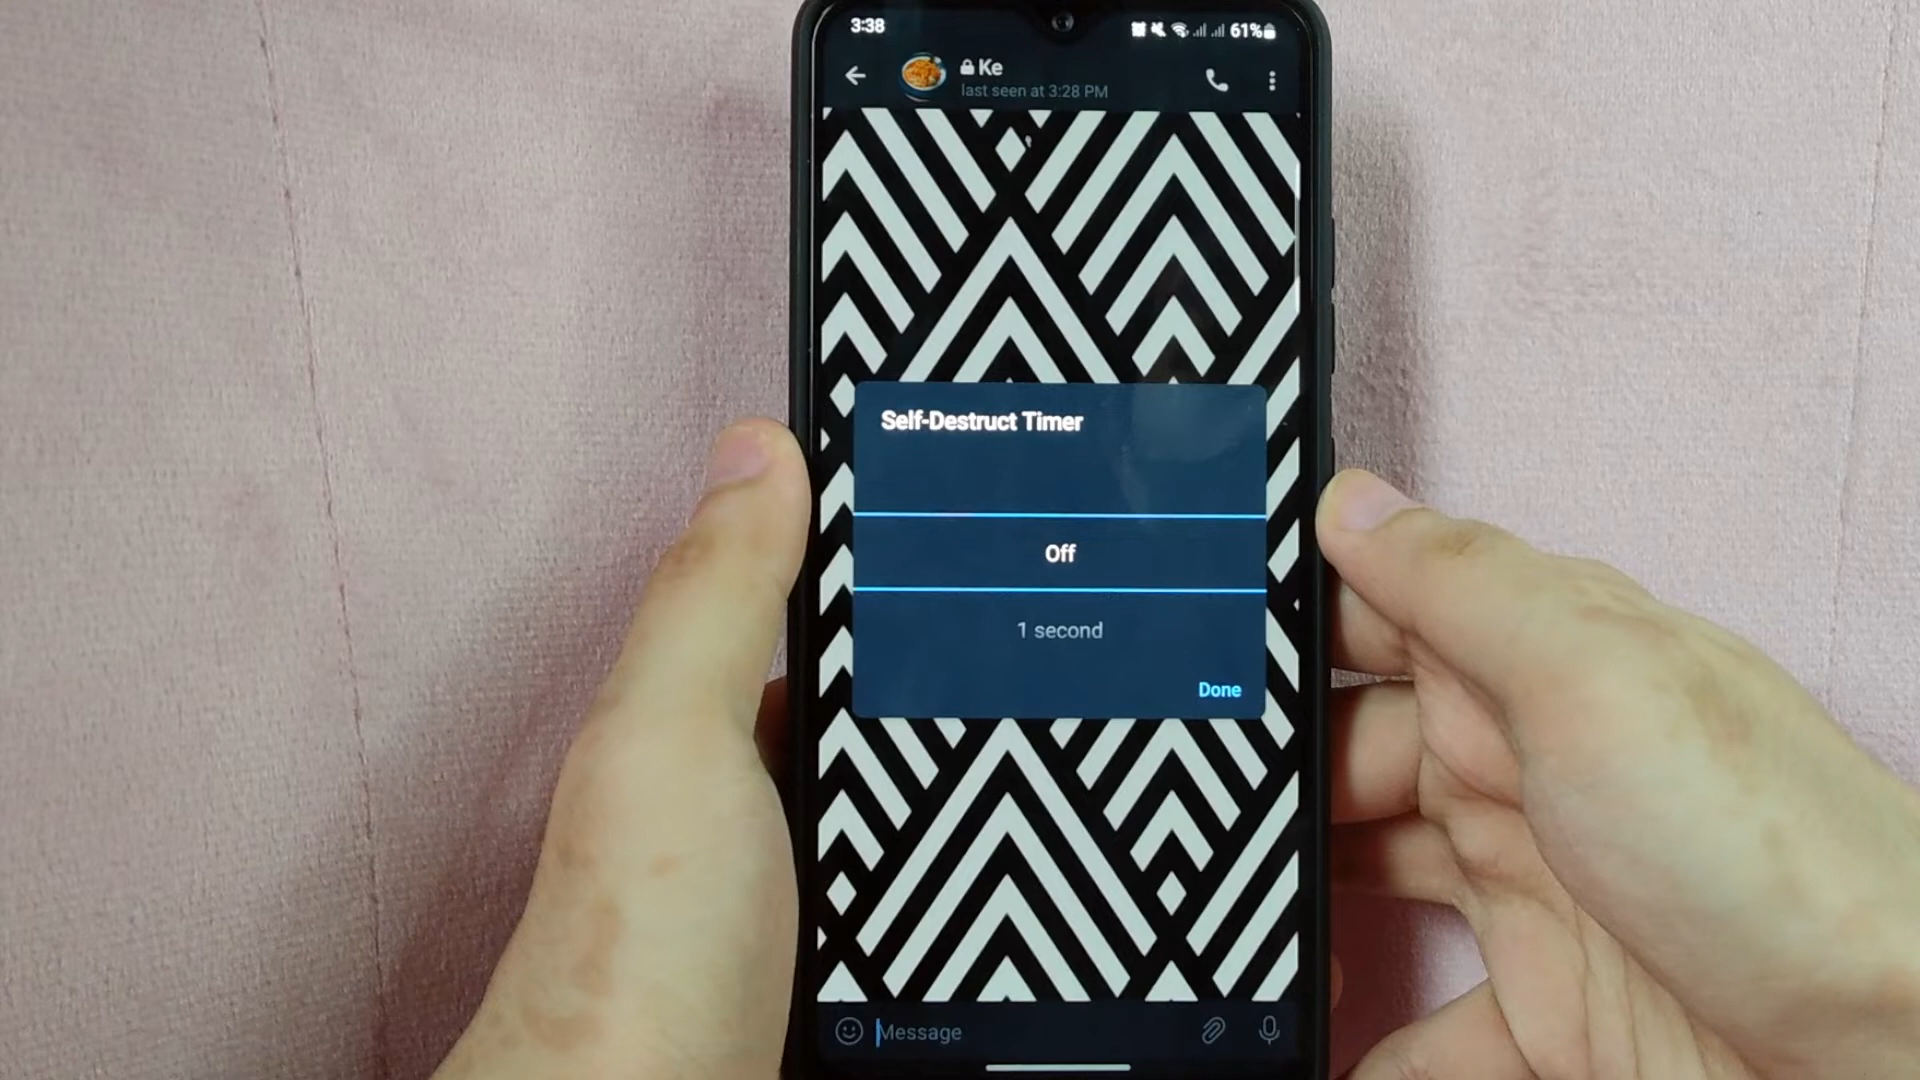 3:38
61%
Ke
last seen at 3:28 PM
Self-Destruct Timer
Off
1 second
Done
Message